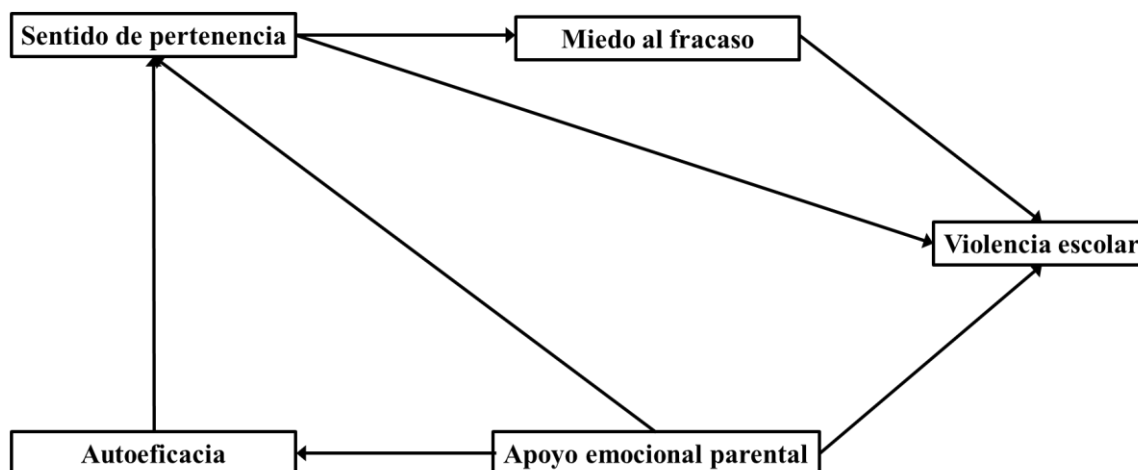 Sentido de pertenencia
Miedo al fracaso
Violencia escolar
Autoeficacia
Apoyo emocional parental